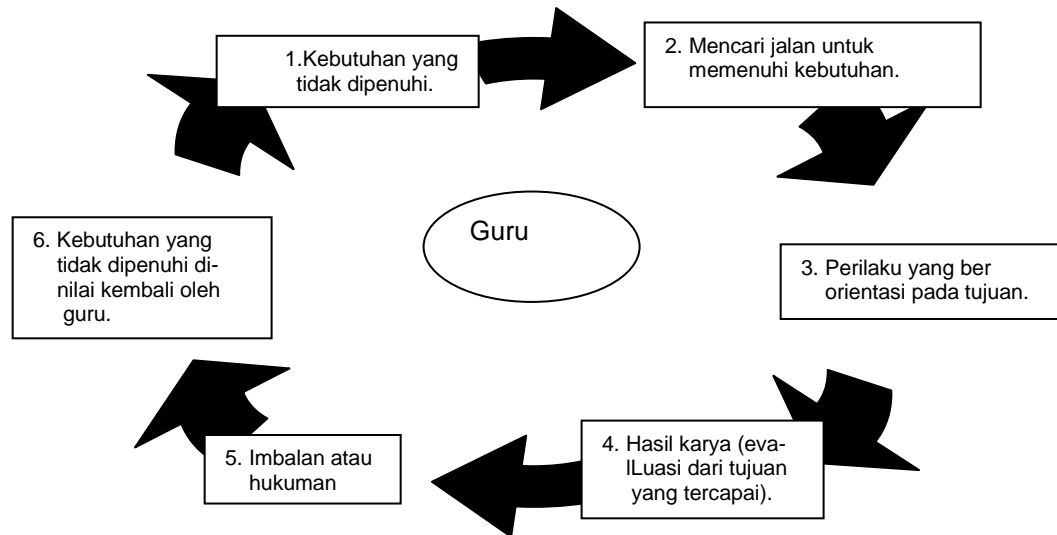 1.Kebutuhan yang
tidak dipenuhi.
2. Mencari jalan untuk
memenuhi kebutuhan.
Guru
3. Perilaku yang ber
orientasi pada tujuan.
4. Hasil karya (eva-
lLuasi dari tujuan
yang tercapai).
5. Imbalan atau
hukuman
6. Kebutuhan yang
tidak dipenuhi di-
nilai kembali oleh
guru.